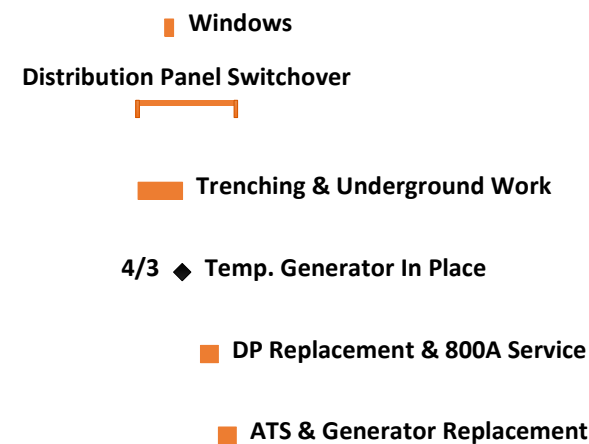 Windows
Distribution Panel Switchover
Trenching & Underground Work
4/3 Temp. Generator In Place
DP Replacement & 800A Service
ATS & Generator Replacement